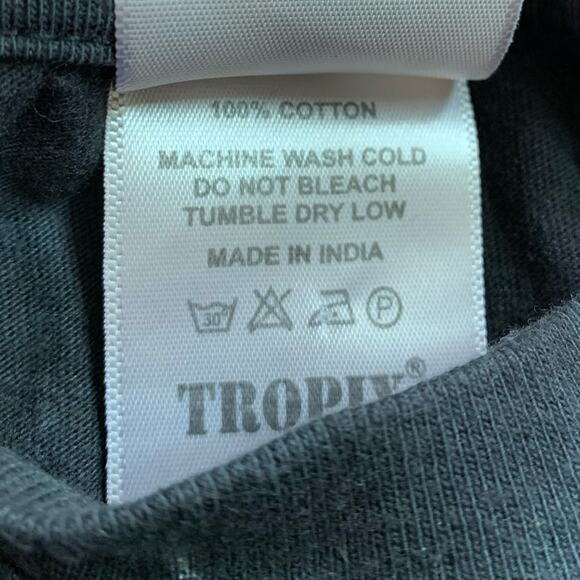 100% COTTON
MACHINE WASH COLD
DO NOT BLEACH
TUMBLE DRY LOW
MADE IN INDIA
30° P
TROPIX®